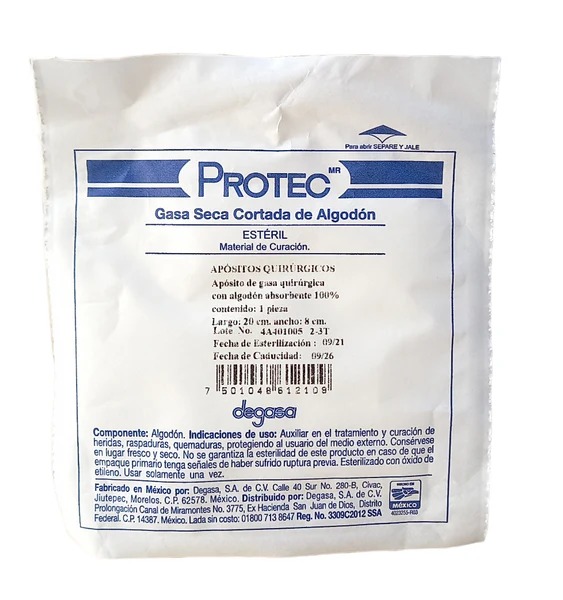 Para abrir SEPARE Y JALE
PROTEC MR
Gasa Seca Cortada de Algodón
ESTÉRIL
Material de Curación.
APÓSITOS QUIRÚRGICOS
Apósito de gasa quirúrgica
con algodón absorbente 100%
contenido: 1 pieza
Largo: 20 cm. ancho: 8 cm.
Lote No. 4A401005 2-3T
Fecha de Esterilización : 09/21
Fecha de Caducidad: 09/26
7 501048 612109
degasa
Componente: Algodón. Indicaciones de uso: Auxiliar en el tratamiento y curación de
heridas, raspaduras, quemaduras, protegiendo al usuario del medio externo. Consérvese
en lugar fresco y seco. No se garantiza la esterilidad de este producto en caso de que el
empaque primario tenga señales de haber sufrido ruptura previa. Esterilizado con óxido de
etileno. Usar solamente una vez.
Fabricado en México por: Degasa, S.A. de C.V. Calle 40 Sur No. 280-B, Civac,
Jiutepec, Morelos. C.P. 62578. México. Distribuido por: Degasa, S.A. de C.V.
Prolongación Canal de Miramontes No. 3775, Ex Hacienda San Juan de Dios, Distrito
Federal. C.P. 14387. México. Lada sin costo: 01800 713 8647 Reg. No. 3309C2012 SSA
HECHO EN
MÉXICO